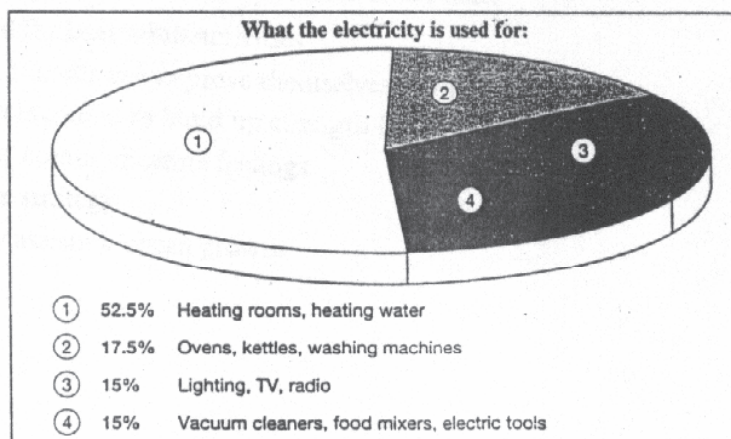 What the electricity is used for:
2
1
3
4
1 52.5% Heating rooms, heating water
2 17.5% Ovens, kettles, washing machines
3 15% Lighting, TV, radio
4 15% Vacuum cleaners, food mixers, electric tools